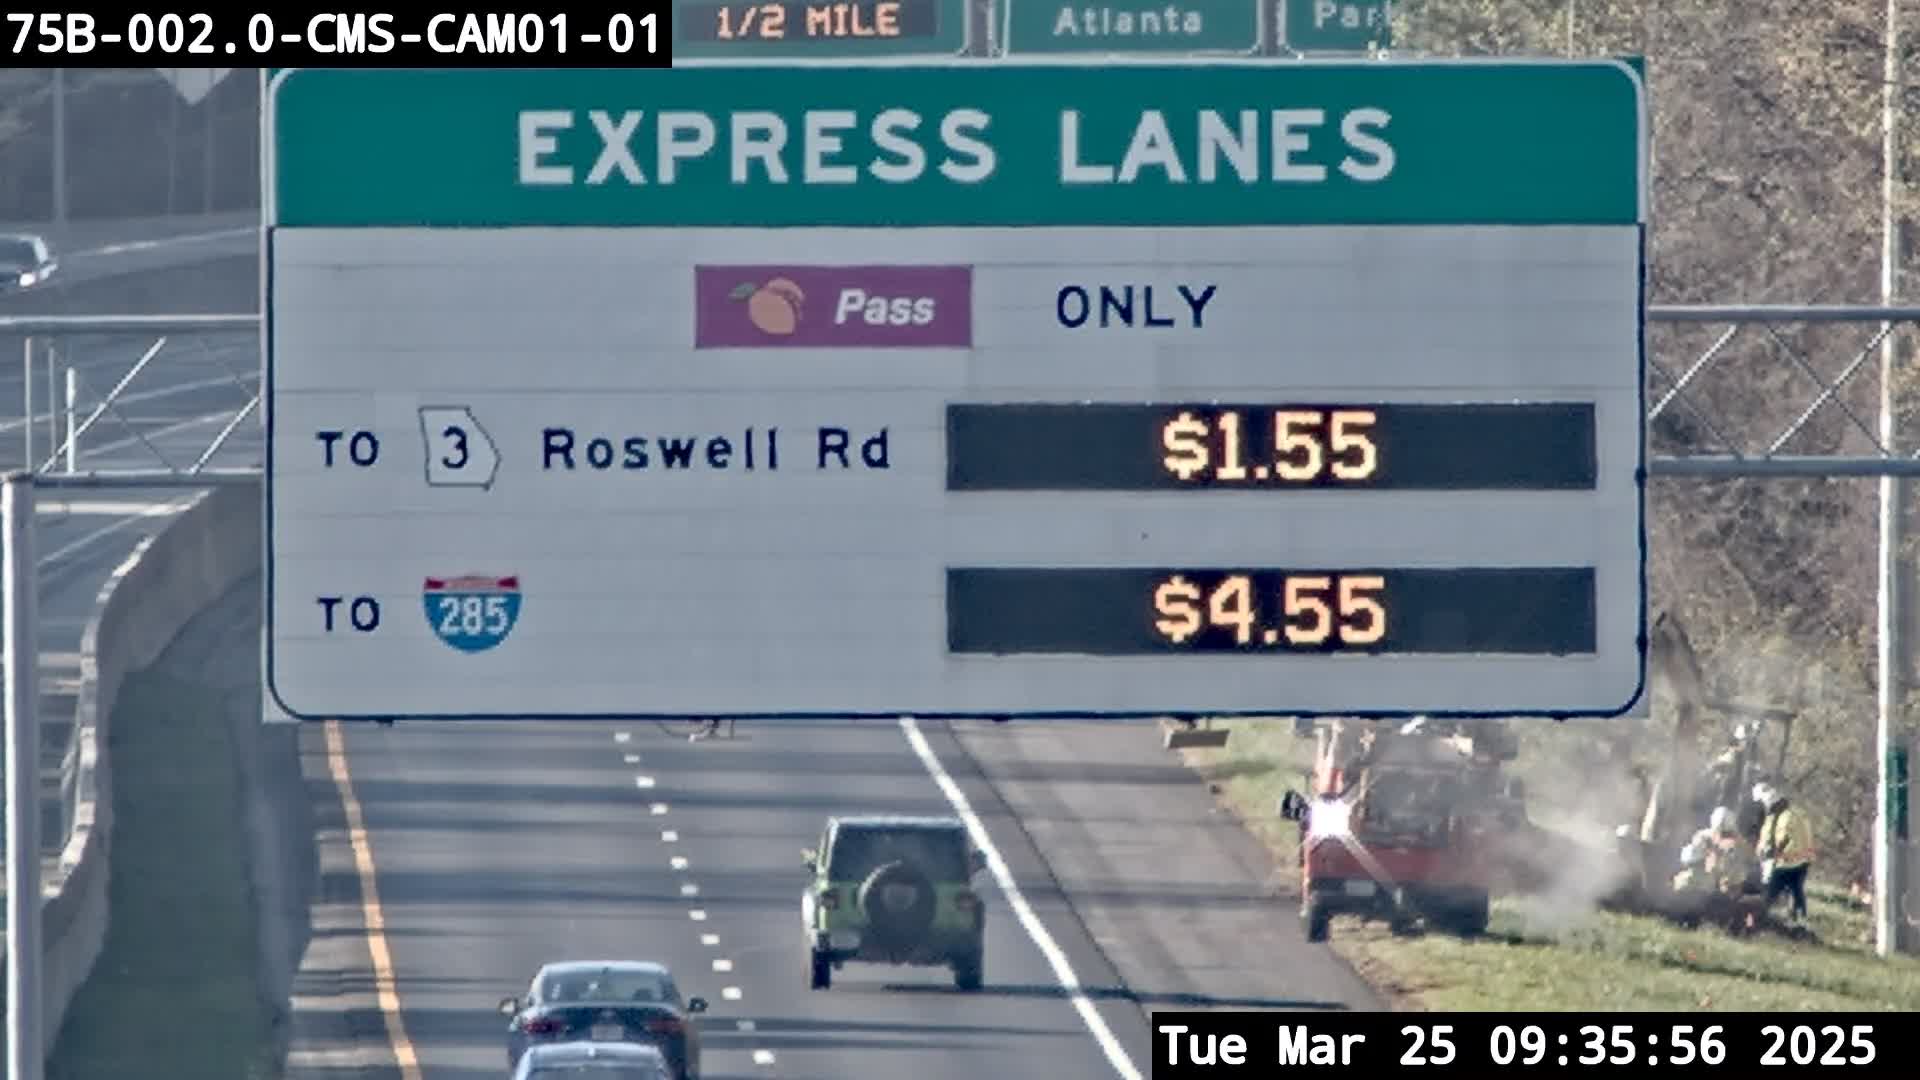 75B-002.0-CMS-CAM01-01
1/2 MILE
Atlanta
EXPRESS LANES
Pass ONLY
TO 3 Roswell Rd $1.55
TO 285 $4.55
Tue Mar 25 09:35:56 2025